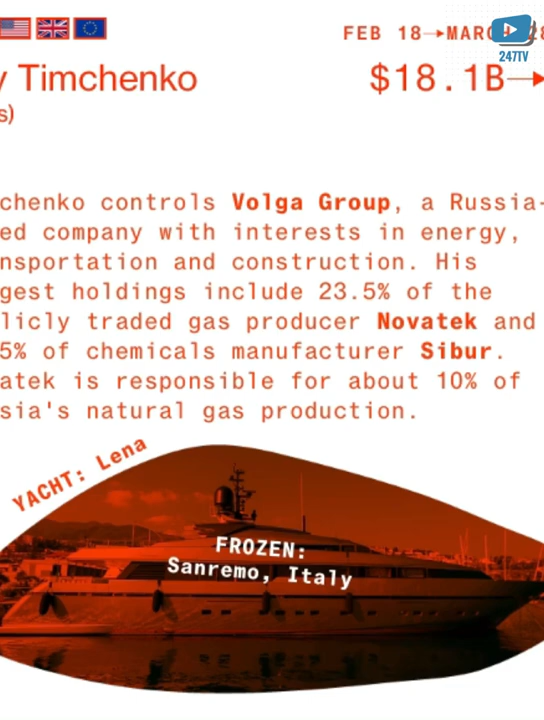 FEB 18→MARCH 28
247TV
y Timchenko
$18.1B→
s)
chenko controls Volga Group, a Russia-
ed company with interests in energy,
nsportation and construction. His
gest holdings include 23.5% of the
licly traded gas producer Novatek and
5% of chemicals manufacturer Sibur.
atek is responsible for about 10% of
sia's natural gas production.
YACHT: Lena
FROZEN:
Sanremo, Italy